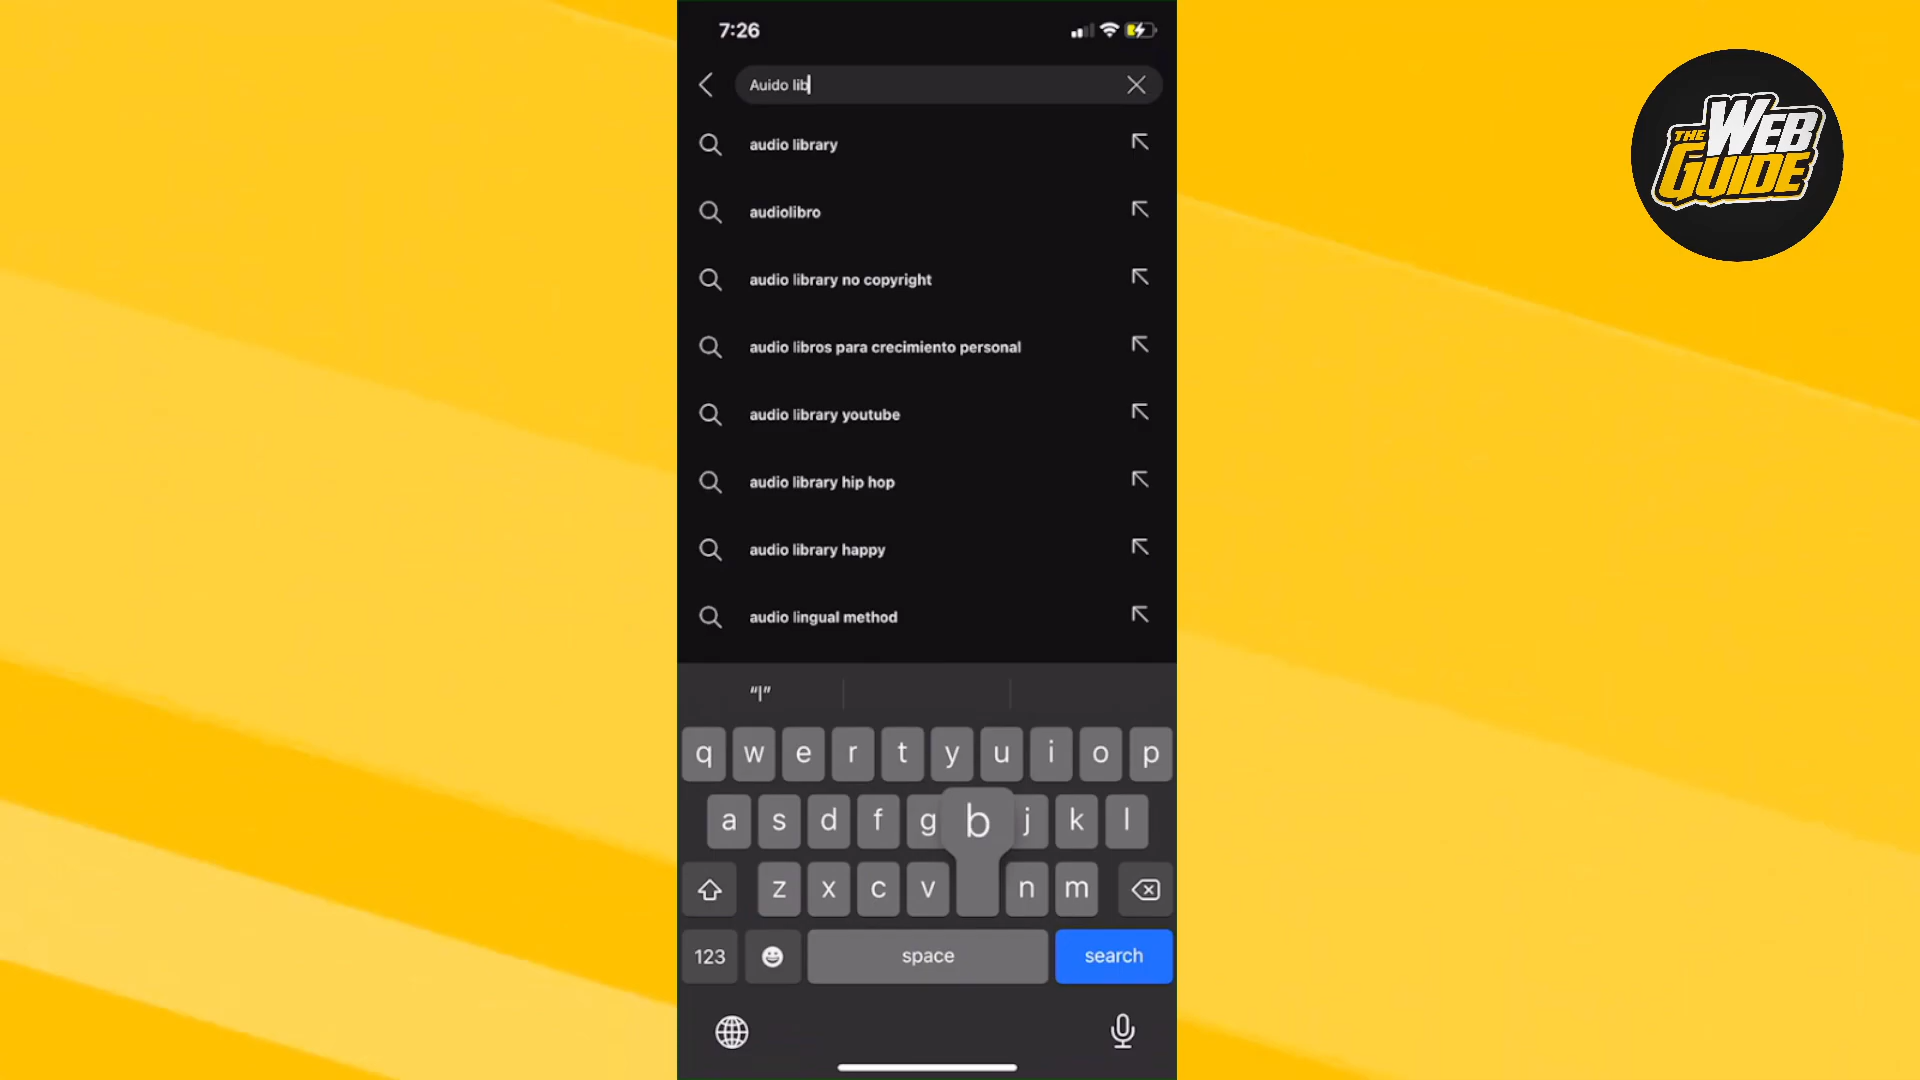 7:26
THE WEB GUIDE
Auido lib
audio library
audiolibro
audio library no copyright
audio libros para crecimiento personal
audio library youtube
audio library hip hop
audio library happy
audio lingual method
“l”
q w e r t y u i o p
a s d f g b j k l
z x c v n m
123 space search